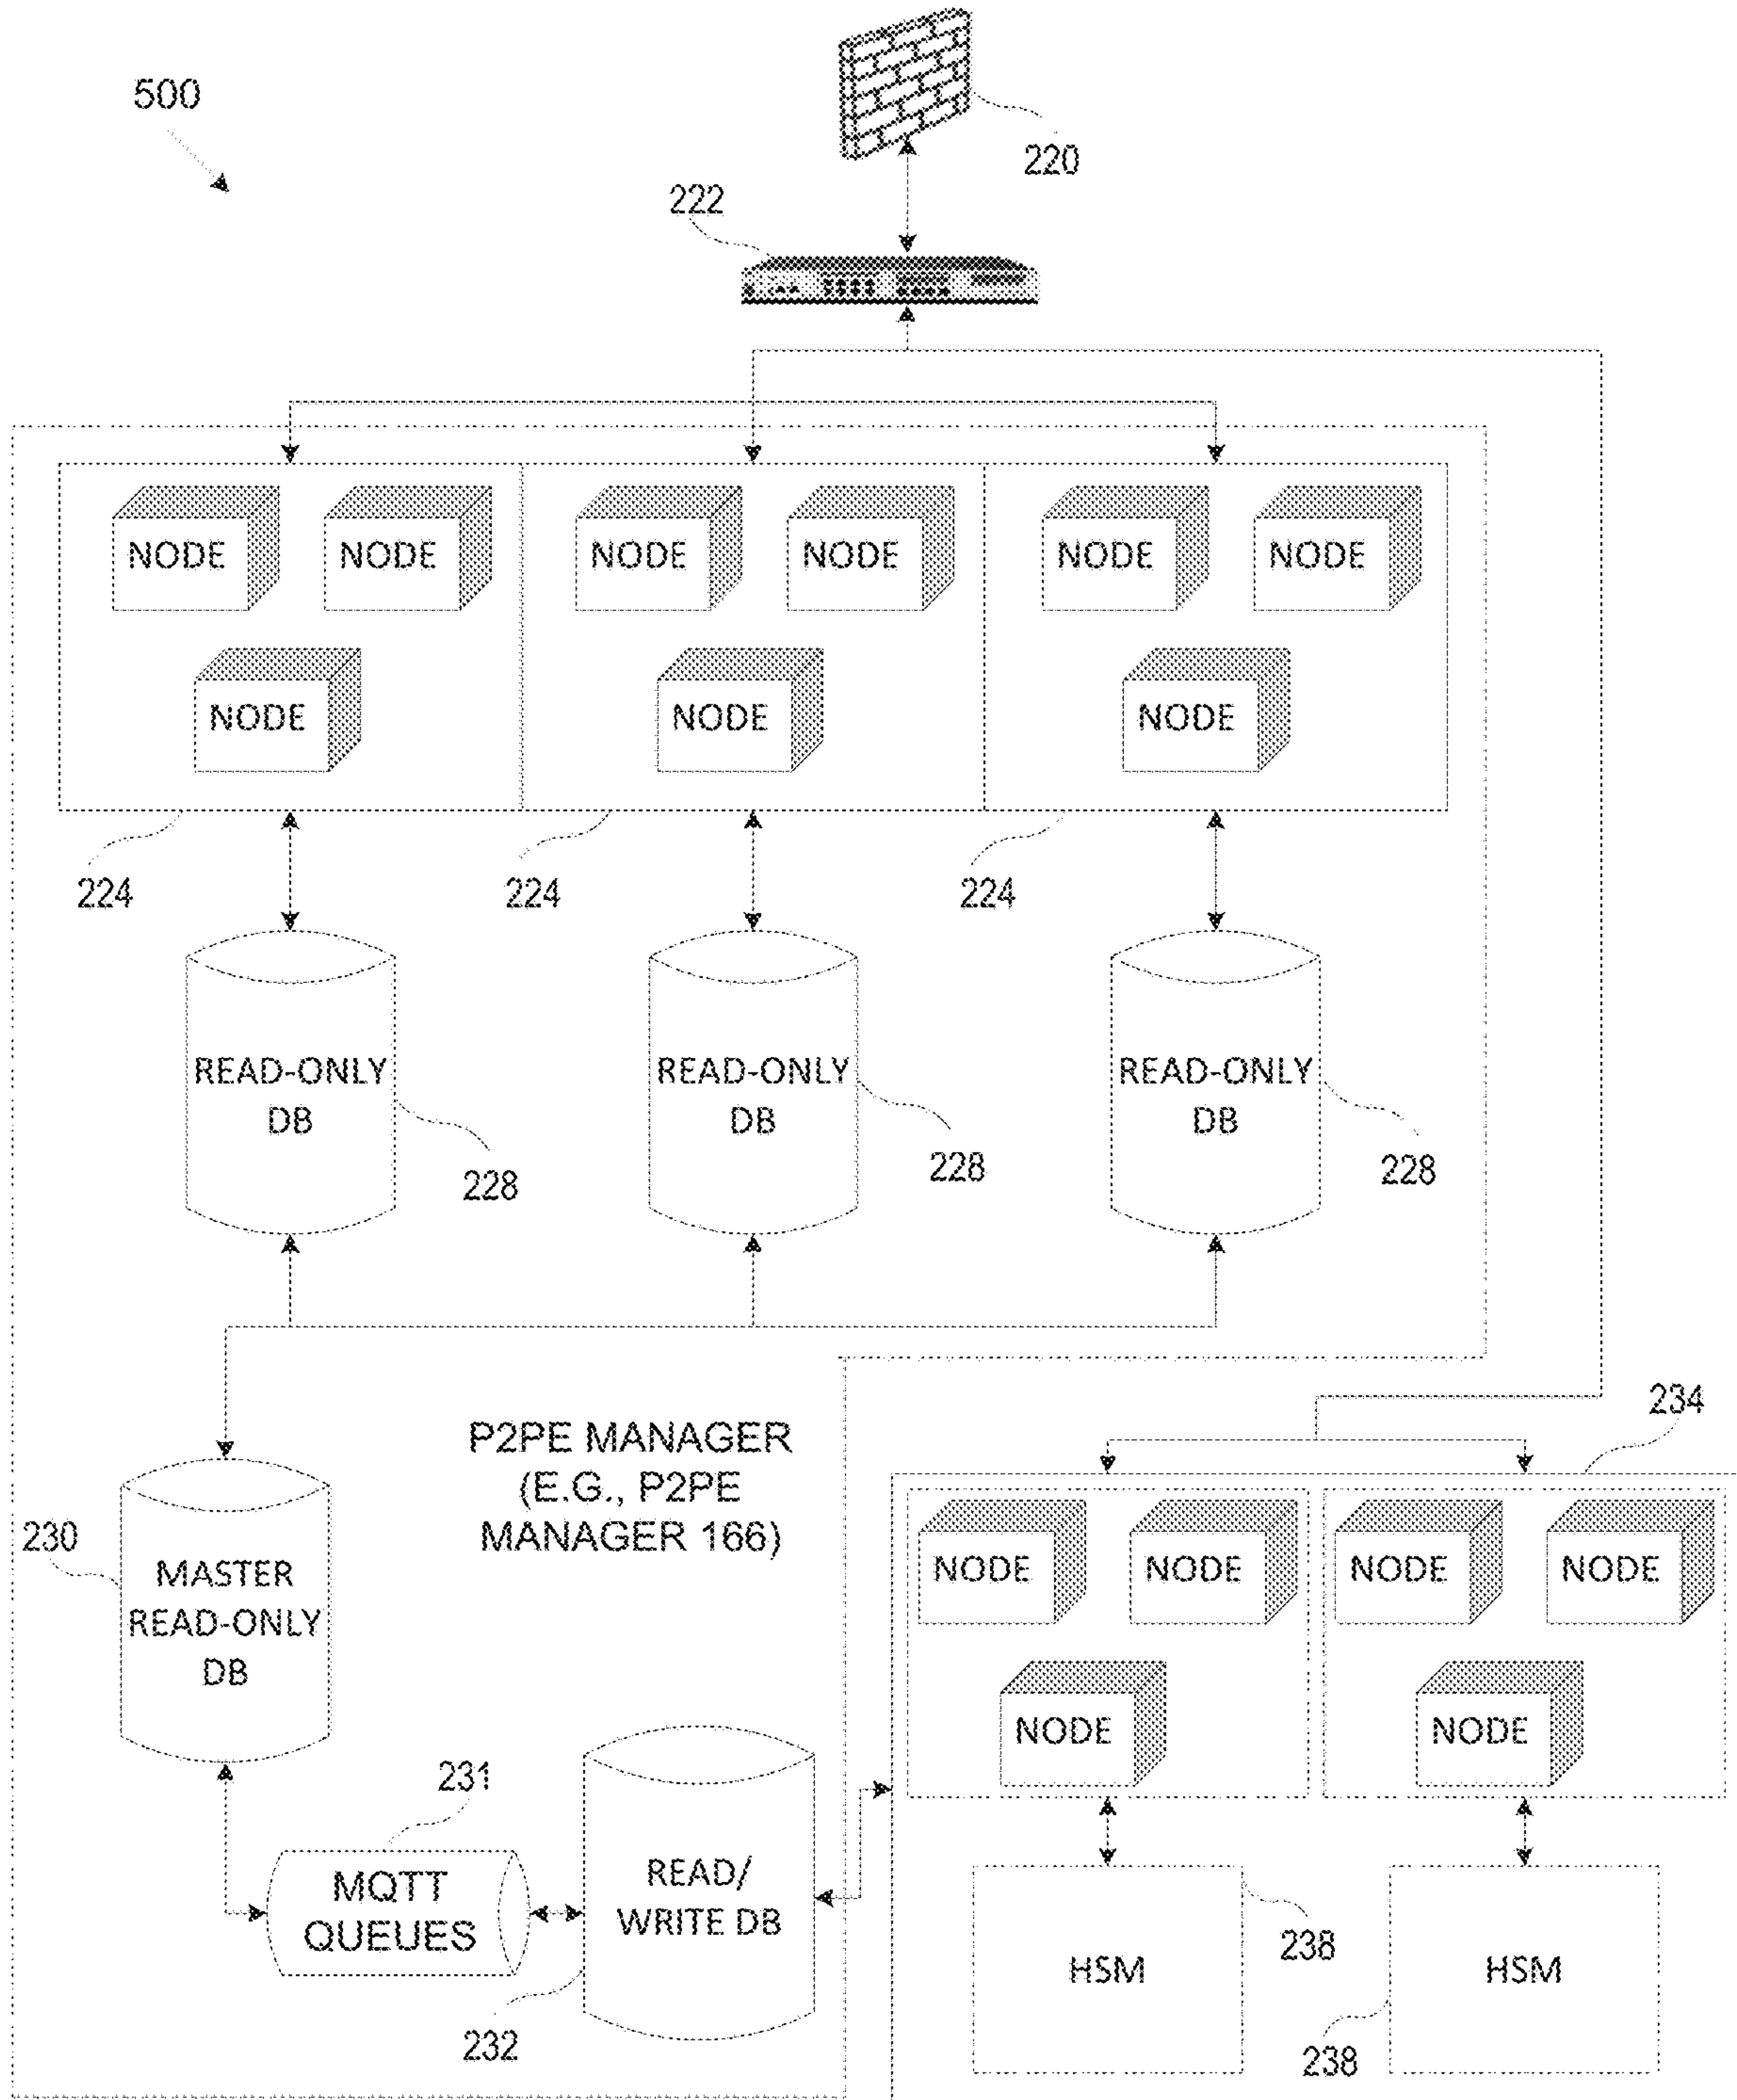 500
220
222
NODE NODE NODE NODE NODE NODE
NODE NODE NODE
224 224 224
READ-ONLY
DB
READ-ONLY
DB
READ-ONLY
DB
228 228 228
P2PE MANAGER
(E.G., P2PE
MANAGER 166)
234
230
MASTER
READ-ONLY
DB
NODE NODE NODE NODE
NODE NODE
231
MQTT
QUEUES
READ/
WRITE DB
232
HSM
238
HSM
238